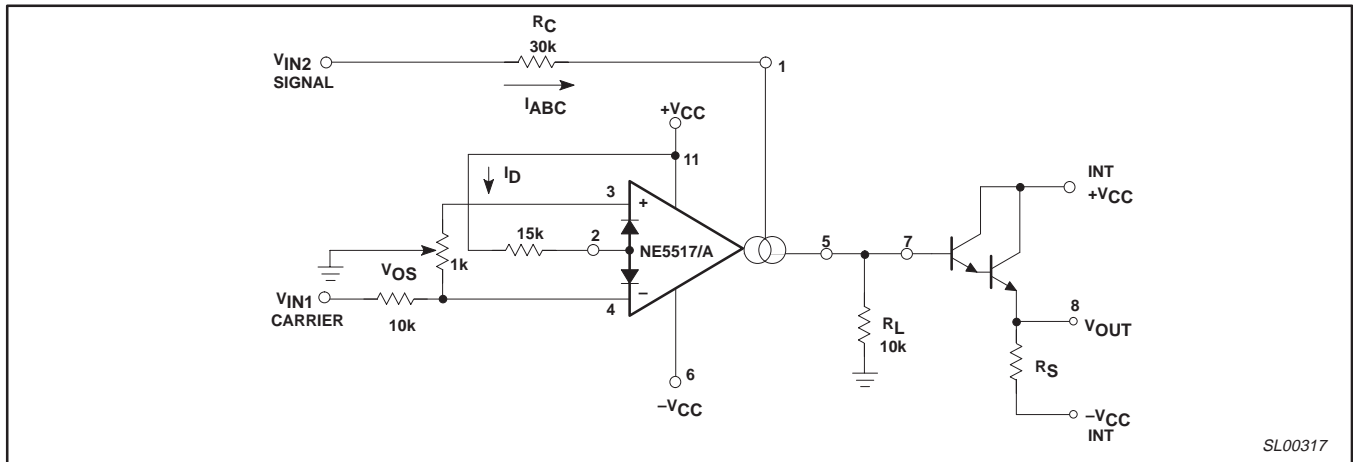 RC
30k
VIN2
SIGNAL
1
IABC
+VCC
11
INT
+VCC
ID
3
+
15k
2
NE5517/A
5
7
VOS
1k
−
4
VIN1
CARRIER
10k
RL
10k
8
VOUT
RS
6
−VCC
−VCC
INT
SL00317